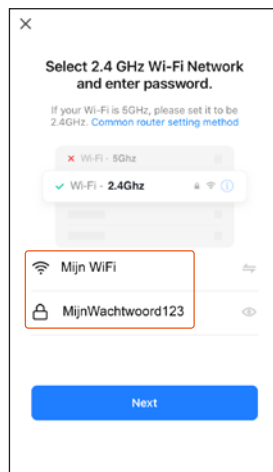 Select 2.4 GHz Wi-Fi Network
and enter password.
If your Wi-Fi is 5GHz, please set it to be
2.4GHz. Common router setting method
Wi-Fi - 5Ghz
Wi-Fi - 2.4Ghz
Mijn WiFi
MijnWachtwoord123
Next